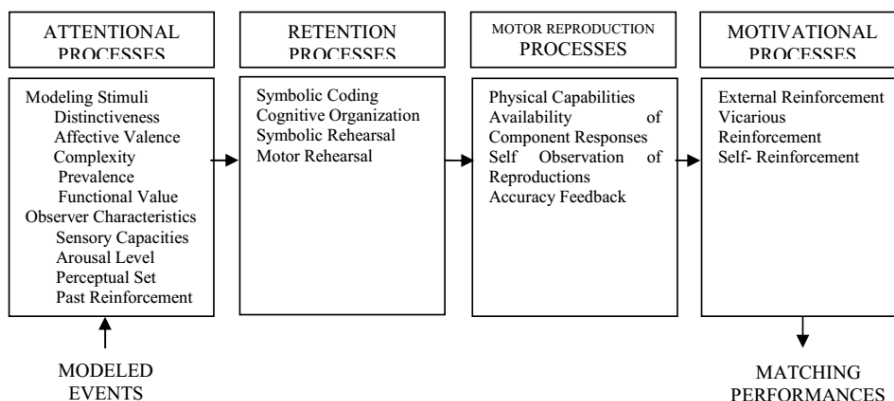 ATTENTIONAL
PROCESSES
Modeling Stimuli
Distinctiveness
Affective Valence
Complexity
Prevalence
Functional Value
Observer Characteristics
Sensory Capacities
Arousal Level
Perceptual Set
Past Reinforcement
RETENTION
PROCESSES
Symbolic Coding
Cognitive Organization
Symbolic Rehearsal
Motor Rehearsal
MOTOR REPRODUCTION
PROCESSES
Physical Capabilities
Availability of
Component Responses
Self Observation of
Reproductions
Accuracy Feedback
MOTIVATIONAL
PROCESSES
External Reinforcement
Vicarious
Reinforcement
Self- Reinforcement
MODELED
EVENTS
MATCHING
PERFORMANCES